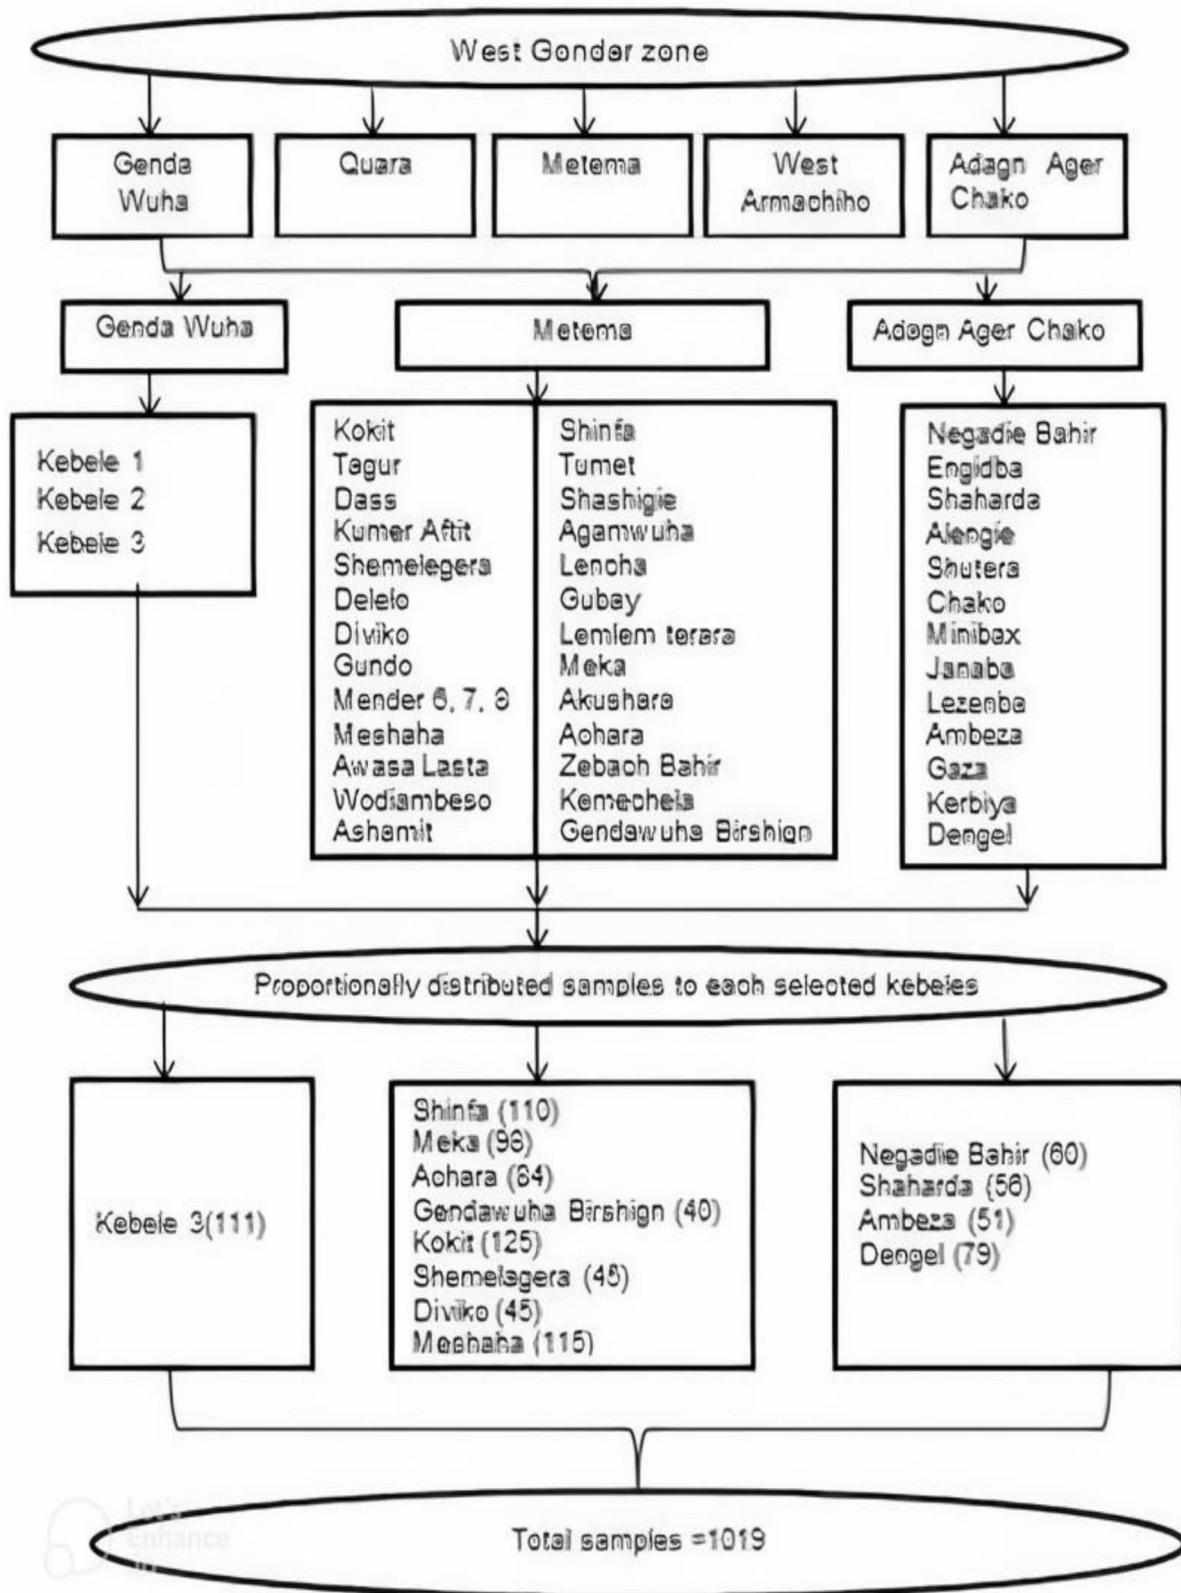 West Gondar zone
Genda
Wuha
Quara
Metema
West
Armachiho
Adagn Ager
Chako
Genda Wuha
Metema
Adagn Ager Chako
Kebele 1
Kebele 2
Kebele 3
Kokit
Tagur
Dass
Kumer Aftit
Shemelegera
Delelo
Diviko
Gundo
Mender 6, 7, 8
Meshaha
Awasa Lasta
Wodiambeso
Ashamit
Shinfa
Tumet
Shashigie
Agamwuha
Lencha
Gubay
Lemlem terara
Meka
Akushara
Achara
Zebach Bahir
Kemechela
Gendawuha Birshign
Negadie Bahir
Engidba
Shaharda
Alengie
Shutera
Chako
Minibax
Janaba
Lezenba
Ambeza
Gaza
Kerbiya
Dengel
Proportionally distributed samples to each selected kebeles
Kebele 3(111)
Shinfa (110)
Meka
Achara (84)
Gendawuha Birshign (40)
Kokit (125)
Shemelagera
Diviko (45)
Meshaha (115)
Negadie Bahir (60)
Shaharda
Ambeza (51)
Dengel (79)
Total samples =1019
Let's
Enhance